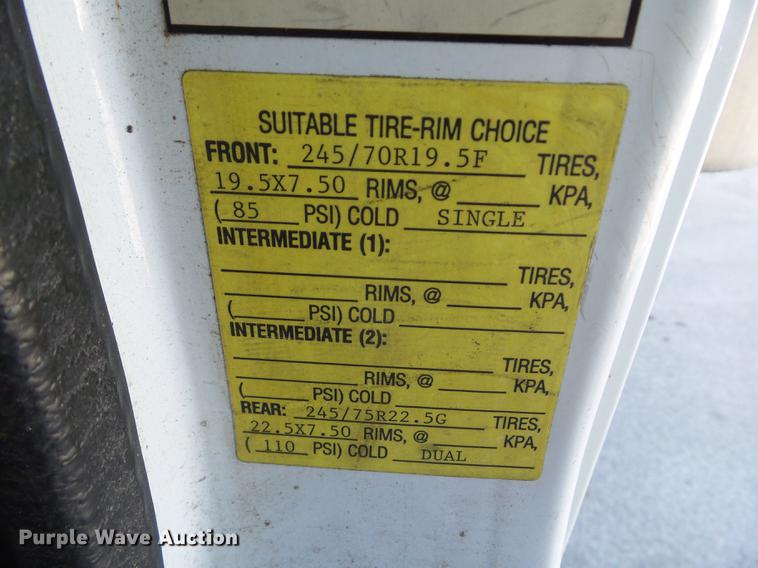 SUITABLE TIRE-RIM CHOICE
FRONT: 245/70R19.5F TIRES,
19.5X7.50 RIMS, @ KPA,
(85 PSI) COLD SINGLE
INTERMEDIATE (1):
TIRES,
RIMS, @ KPA,
( PSI) COLD
INTERMEDIATE (2):
TIRES,
RIMS, @ KPA,
( PSI) COLD
REAR: 245/75R22.5G TIRES,
22.5X7.50 RIMS, @ KPA,
(110 PSI) COLD DUAL
Purple Wave Auction